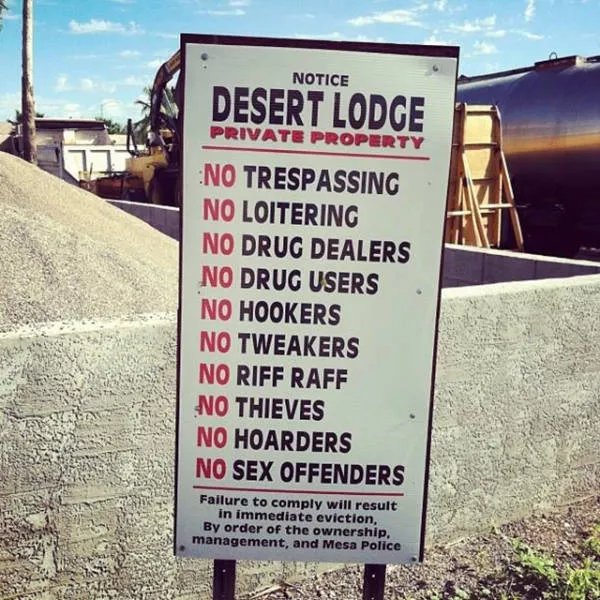 NOTICE
DESERT LODGE
PRIVATE PROPERTY
NO TRESPASSING
NO LOITERING
NO DRUG DEALERS
NO DRUG USERS
NO HOOKERS
NO TWEAKERS
NO RIFF RAFF
NO THIEVES
NO HOARDERS
NO SEX OFFENDERS
Failure to comply will result
in immediate eviction,
By order of the ownership,
management, and Mesa Police